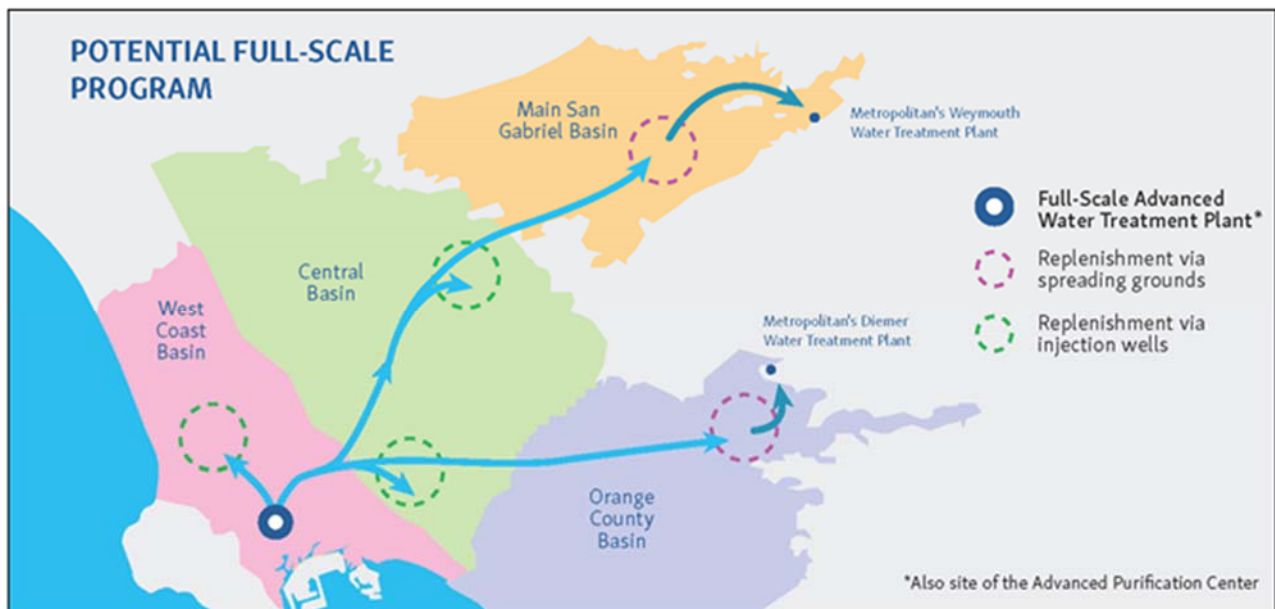 POTENTIAL FULL-SCALE
PROGRAM
Main San
Gabriel Basin
Metropolitan's Weymouth
Water Treatment Plant
Full-Scale Advanced
Water Treatment Plant*
Replenishment via
spreading grounds
Replenishment via
injection wells
Central
Basin
West
Coast
Basin
Metropolitan's Diemer
Water Treatment Plant
Orange
County
Basin
*Also site of the Advanced Purification Center